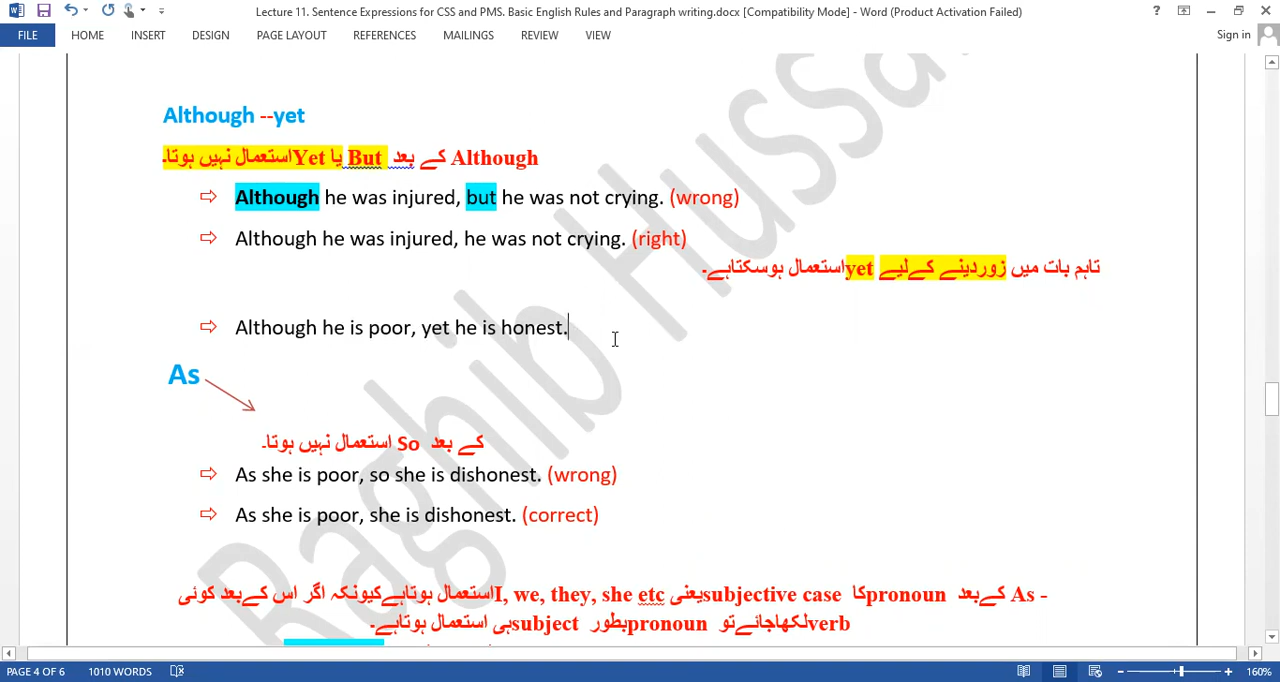 Lecture 11. Sentence Expressions for CSS and PMS. Basic English Rules and Paragraph writing.docx [Compatibility Mode] - Word (Product Activation Failed)
FILE HOME INSERT DESIGN PAGE LAYOUT REFERENCES MAILINGS REVIEW VIEW Sign in
Although --yet
Although کے بعد But یا Yet استعمال نہیں ہوتا۔
⇨ Although he was injured, but he was not crying. (wrong)
⇨ Although he was injured, he was not crying. (right)
تاہم بات میں زوردینے کےلیے yet استعمال ہوسکتاہے۔
⇨ Although he is poor, yet he is honest.
As
کے بعد So استعمال نہیں ہوتا۔
⇨ As she is poor, so she is dishonest. (wrong)
⇨ As she is poor, she is dishonest. (correct)
- As کےبعد pronoun کا subjective case یعنی I, we, they, she etc استعمال ہوتاہےکیونکہ اگر اس کےبعد کوئی
verb لکھاجائےتو pronoun بطور subject ہی استعمال ہوتاہے۔
Raghib Hussa
PAGE 4 OF 6 1010 WORDS 160%